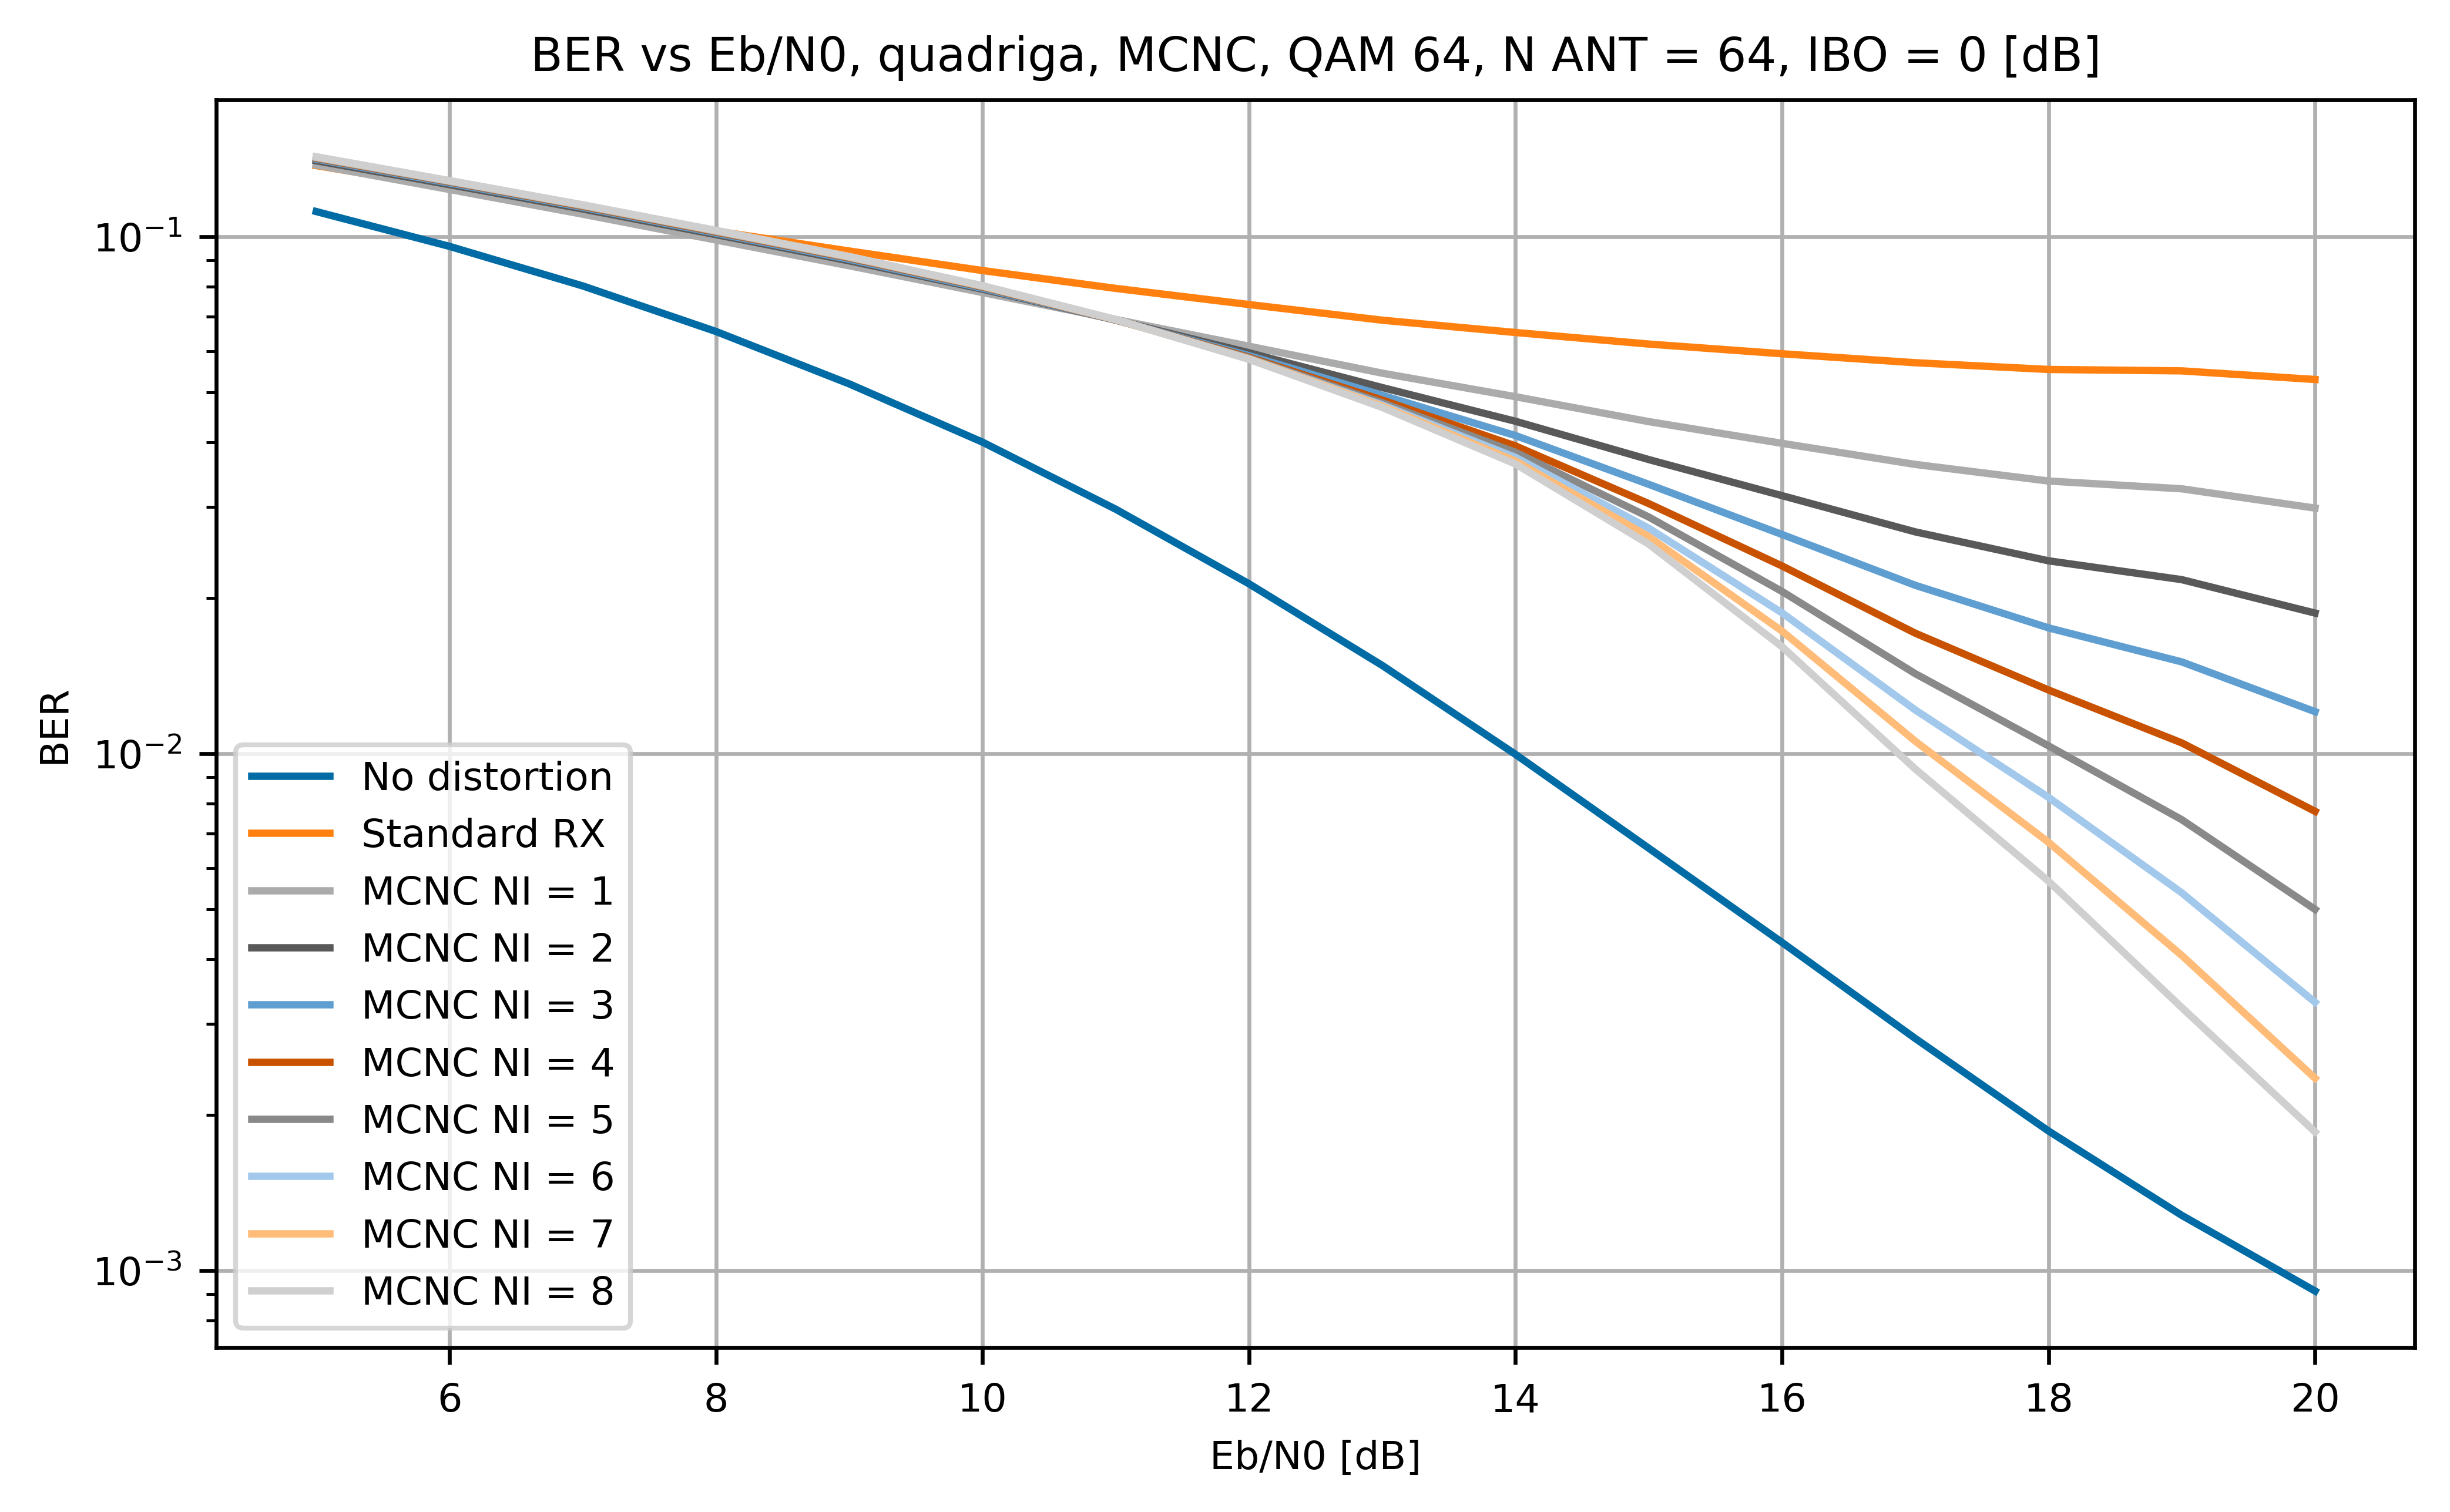 BER vs Eb/N0, quadriga, MCNC, QAM 64, N ANT = 64, IBO = 0 [dB]
BER
10⁻¹
10⁻²
10⁻³
No distortion
Standard RX
MCNC NI = 1
MCNC NI = 2
MCNC NI = 3
MCNC NI = 4
MCNC NI = 5
MCNC NI = 6
MCNC NI = 7
MCNC NI = 8
6 8 10 12 14 16 18 20
Eb/N0 [dB]